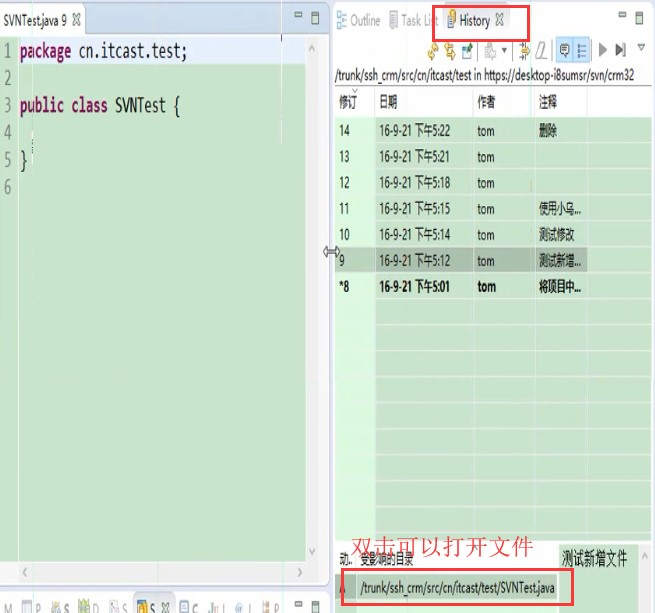 SVNTest.java 9
1 package cn.itcast.test;
2
3 public class SVNTest {
4
5 }
6
Outline Task List History
/trunk/ssh_crm/src/cn/itcast/test in https://desktop-i8sumsr/svn/crm32
修订 日期 作者 注释
14 16-9-21 下午5:22 tom 删除
13 16-9-21 下午5:21 tom
12 16-9-21 下午5:18 tom
11 16-9-21 下午5:15 tom 使用小乌...
10 16-9-21 下午5:14 tom 测试修改
9 16-9-21 下午5:12 tom 测试新增...
*8 16-9-21 下午5:01 tom 将项目中...
双击可以打开文件
动.. 受影响的目录
测试新增文件
A /trunk/ssh_crm/src/cn/itcast/test/SVNTest.java